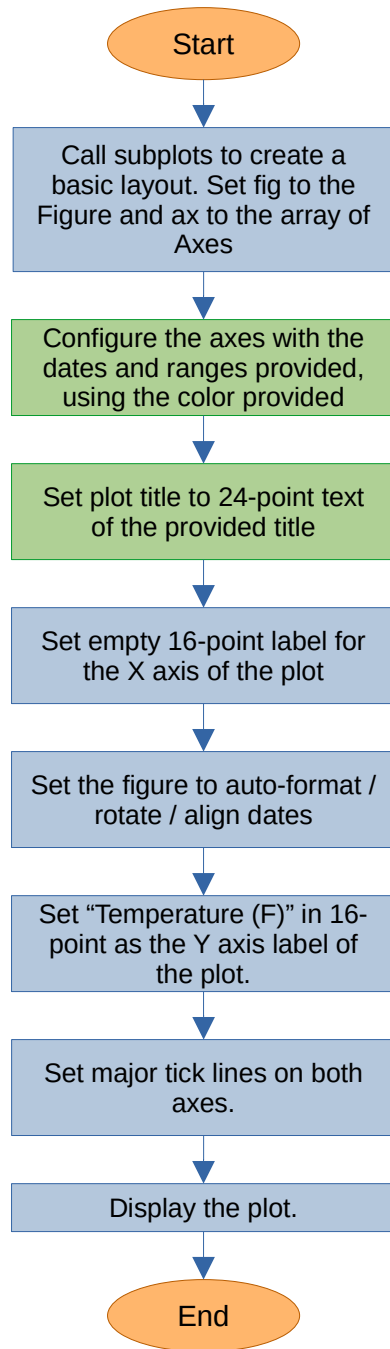 Start
Call subplots to create a
basic layout. Set fig to the
Figure and ax to the array of
Axes
Configure the axes with the
dates and ranges provided,
using the color provided
Set plot title to 24-point text
of the provided title
Set empty 16-point label for
the X axis of the plot
Set the figure to auto-format /
rotate / align dates
Set “Temperature (F)” in 16-
point as the Y axis label of
the plot.
Set major tick lines on both
axes.
Display the plot.
End